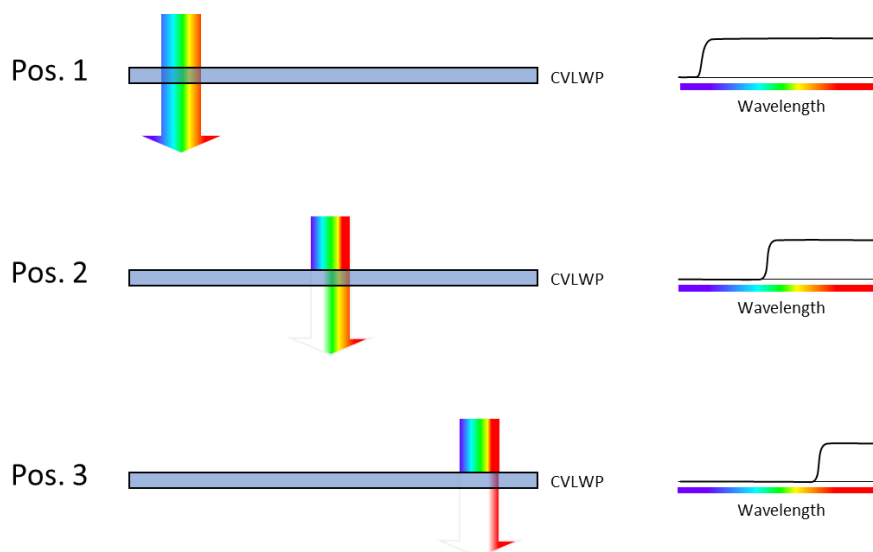 Pos. 1
CVLWP
Wavelength
Pos. 2
CVLWP
Wavelength
Pos. 3
CVLWP
Wavelength